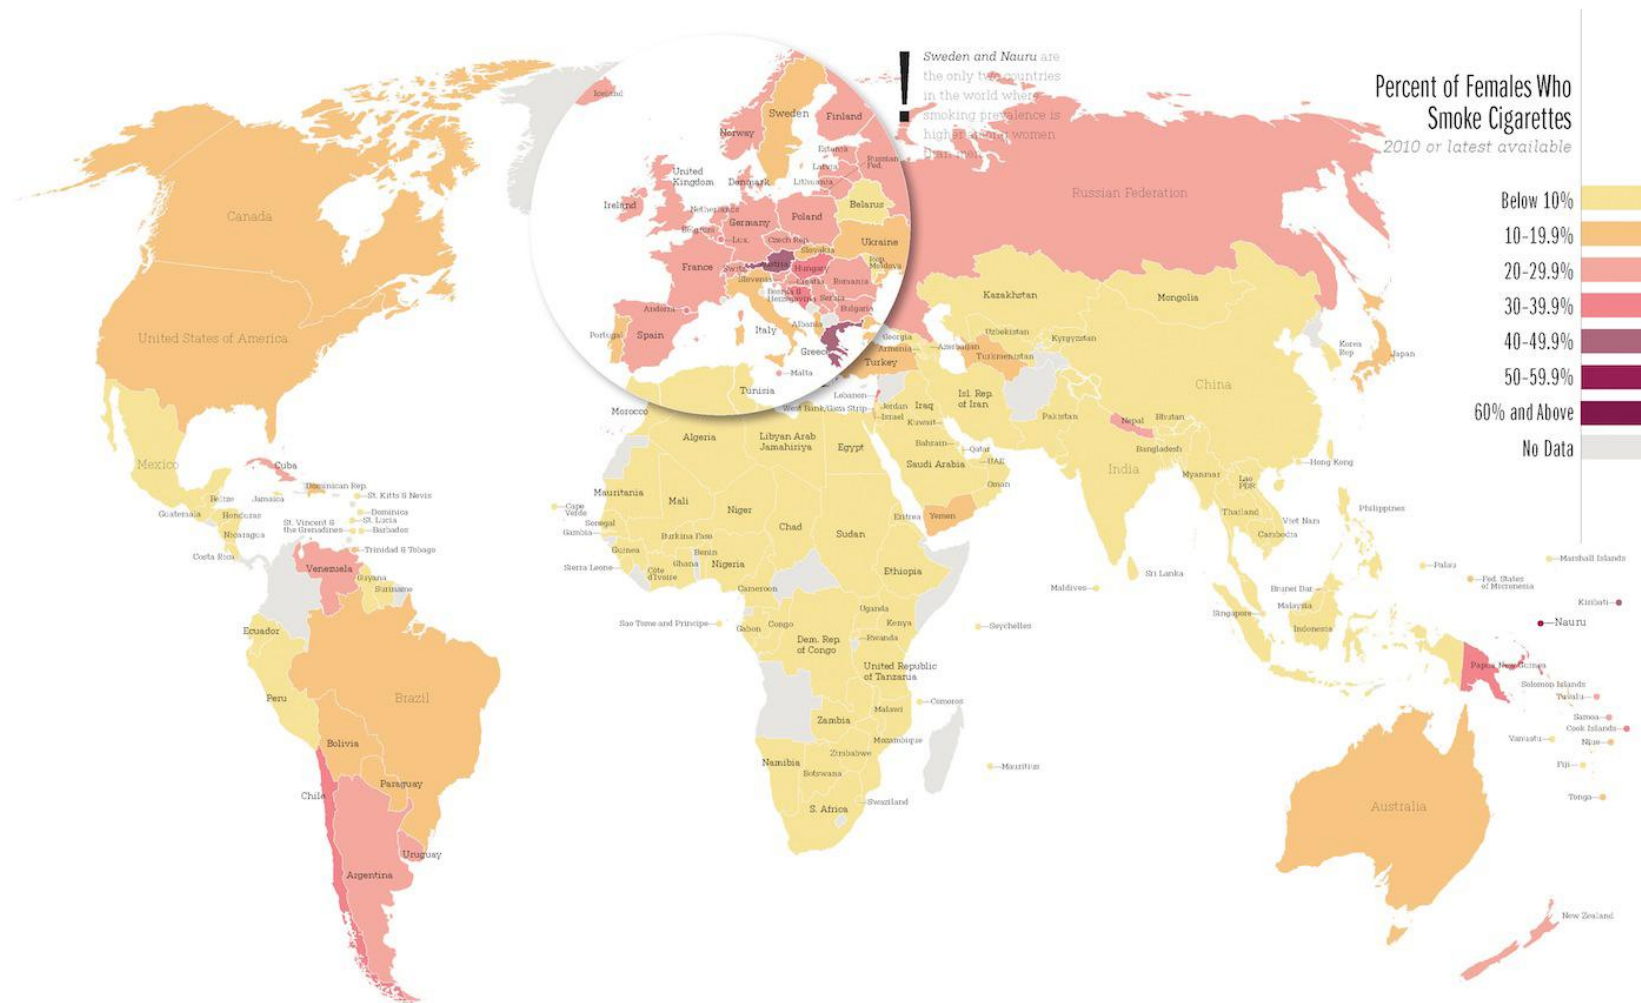 Sweden and Nauru are
the only two countries
in the world where
smoking prevalence is
higher among women
than men.
Percent of Females Who
Smoke Cigarettes
2010 or latest available
Below 10%
10-19.9%
20-29.9%
30-39.9%
40-49.9%
50-59.9%
60% and Above
No Data
Iceland
Sweden
Finland
Norway
Estonia
Latvia
Russian
Fed.
Lithuania
United
Kingdom
Denmark
Ireland
Netherlands
Belarus
Germany
Poland
Belgium
Lux.
Czech Rep.
Ukraine
Slovakia
France
Switz.
Austria
Hungary
Rep.
Moldova
Slovenia
Croatia
Romania
Bosnia &
Herzegovina
Serbia
Bulgaria
Andorra
Portugal
Spain
Italy
Albania
Greece
Malta
Tunisia
Canada
United States of America
Mexico
Cuba
Dominican Rep.
Belize
Jamaica
St. Kitts & Nevis
Guatemala
Honduras
Dominica
St. Lucia
St. Vincent &
the Grenadines
Barbados
Nicaragua
Costa Rica
Trinidad & Tobago
Venezuela
Guyana
Suriname
Ecuador
Peru
Brazil
Bolivia
Paraguay
Chile
Uruguay
Argentina
Russian Federation
Kazakhstan
Mongolia
Georgia
Uzbekistan
Kyrgyzstan
Armenia
Azerbaijan
Turkmenistan
Turkey
Korea
Rep
Japan
China
Lebanon
West Bank/Gaza Strip
Jordan
Israel
Iraq
Isl. Rep.
of Iran
Kuwait
Pakistan
Nepal
Bhutan
Bangladesh
Bahrain
Qatar
UAE
Saudi Arabia
Oman
India
Hong Kong
Myanmar
Lao
PDR
Thailand
Viet Nam
Cambodia
Philippines
Yemen
Morocco
Algeria
Libyan Arab
Jamahiriya
Egypt
Mauritania
Mali
Niger
Chad
Sudan
Eritrea
Cape
Verde
Senegal
Gambia
Burkina Faso
Guinea
Benin
Ghana
Nigeria
Sierra Leone
Côte
d'Ivoire
Ethiopia
Cameroon
Uganda
Kenya
Sao Tome and Principe
Gabon
Congo
Dem. Rep.
of Congo
Rwanda
United Republic
of Tanzania
Seychelles
Maldives
Sri Lanka
Comoros
Malawi
Zambia
Mozambique
Zimbabwe
Namibia
Botswana
Mauritius
S. Africa
Swaziland
Brunei Dar.
Malaysia
Singapore
Indonesia
Palau
Marshall Islands
Fed. States
of Micronesia
Kiribati
Nauru
Papua New Guinea
Solomon Islands
Tuvalu
Samoa
Cook Islands
Vanuatu
Niue
Fiji
Tonga
Australia
New Zealand